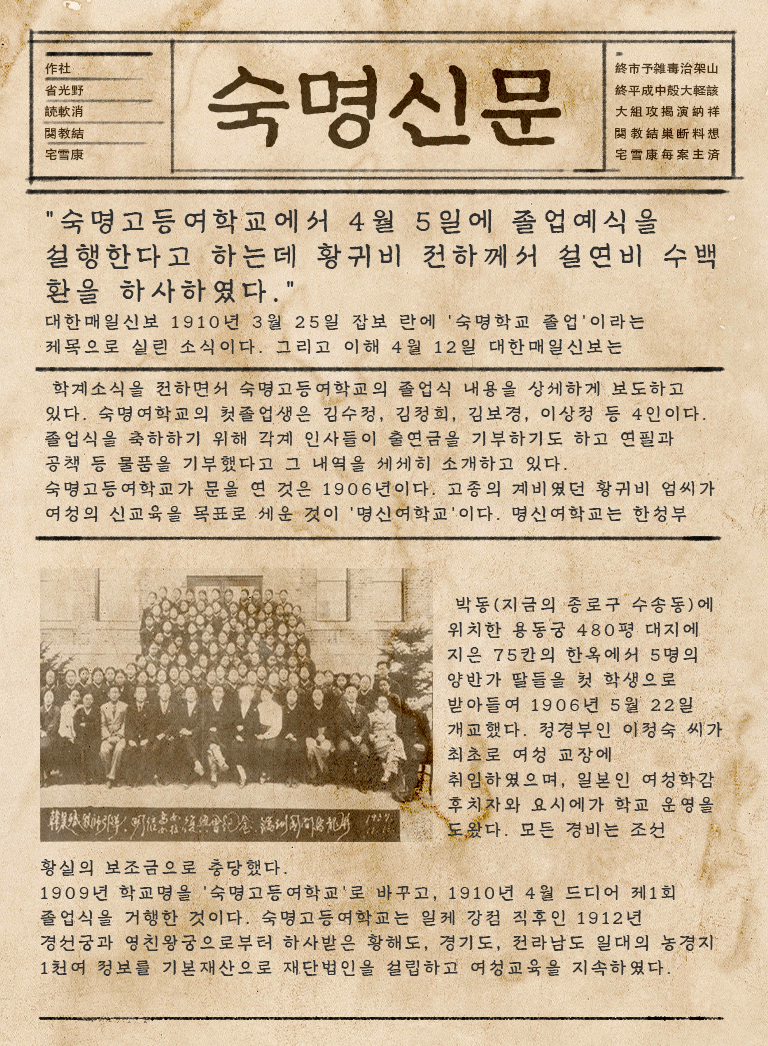 作社
省光野
読軟消
関教結
宅雪康
숙명신문
終市予雑毒治架山
終平成中殻大軽該
大組攻掲演納祥
関教結巣断料想
宅雪康毎案主済
"숙명고등여학교에서 4월 5일에 졸업예식을
설행한다고 하는데 황귀비 전하께서 설연비 수백
환을 하사하였다."
대한매일신보 1910년 3월 25일 잡보 란에 '숙명학교 졸업'이라는
제목으로 실린 소식이다. 그리고 이해 4월 12일 대한매일신보는
학계소식을 전하면서 숙명고등여학교의 졸업식 내용을 상세하게 보도하고
있다. 숙명여학교의 첫졸업생은 김수정, 김정희, 김보경, 이상정 등 4인이다.
졸업식을 축하하기 위해 각계 인사들이 출연금을 기부하기도 하고 연필과
공책 등 물품을 기부했다고 그 내역을 세세히 소개하고 있다.
숙명고등여학교가 문을 연 것은 1906년이다. 고종의 계비였던 황귀비 엄씨가
여성의 신교육을 목표로 세운 것이 '명신여학교'이다. 명신여학교는 한성부
박동(지금의 종로구 수송동)에
위치한 용동궁 480평 대지에
지은 75칸의 한옥에서 5명의
양반가 딸들을 첫 학생으로
받아들여 1906년 5월 22일
개교했다. 정경부인 이정숙 씨가
최초로 여성 교장에
취임하였으며, 일본인 여성학감
후치자와 요시에가 학교 운영을
도왔다. 모든 경비는 조선
황실의 보조금으로 충당했다.
1909년 학교명을 '숙명고등여학교'로 바꾸고, 1910년 4월 드디어 제1회
졸업식을 거행한 것이다. 숙명고등여학교는 일제 강점 직후인 1912년
경선궁과 영친왕궁으로부터 하사받은 황해도, 경기도, 전라남도 일대의 농경지
1천여 정보를 기본재산으로 재단법인을 설립하고 여성교육을 지속하였다.